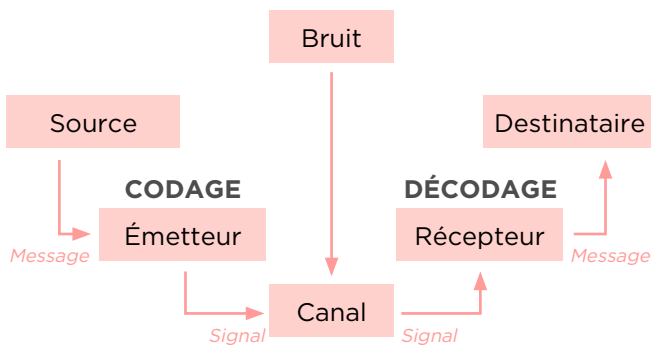 Bruit
Source
Destinataire
CODAGE
DÉCODAGE
Émetteur
Récepteur
Message
Message
Canal
Signal
Signal